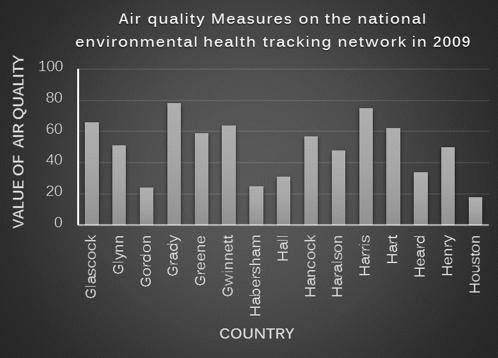 Air quality Measures on the national
environmental health tracking network in 2009
VALUE OF AIR QUALITY
100
80
60
40
20
0
Glascock
Glynn
Gordon
Grady
Greene
Gwinnett
Habersham
Hall
Hancock
Haralson
Harris
Hart
Heard
Henry
Houston
COUNTRY